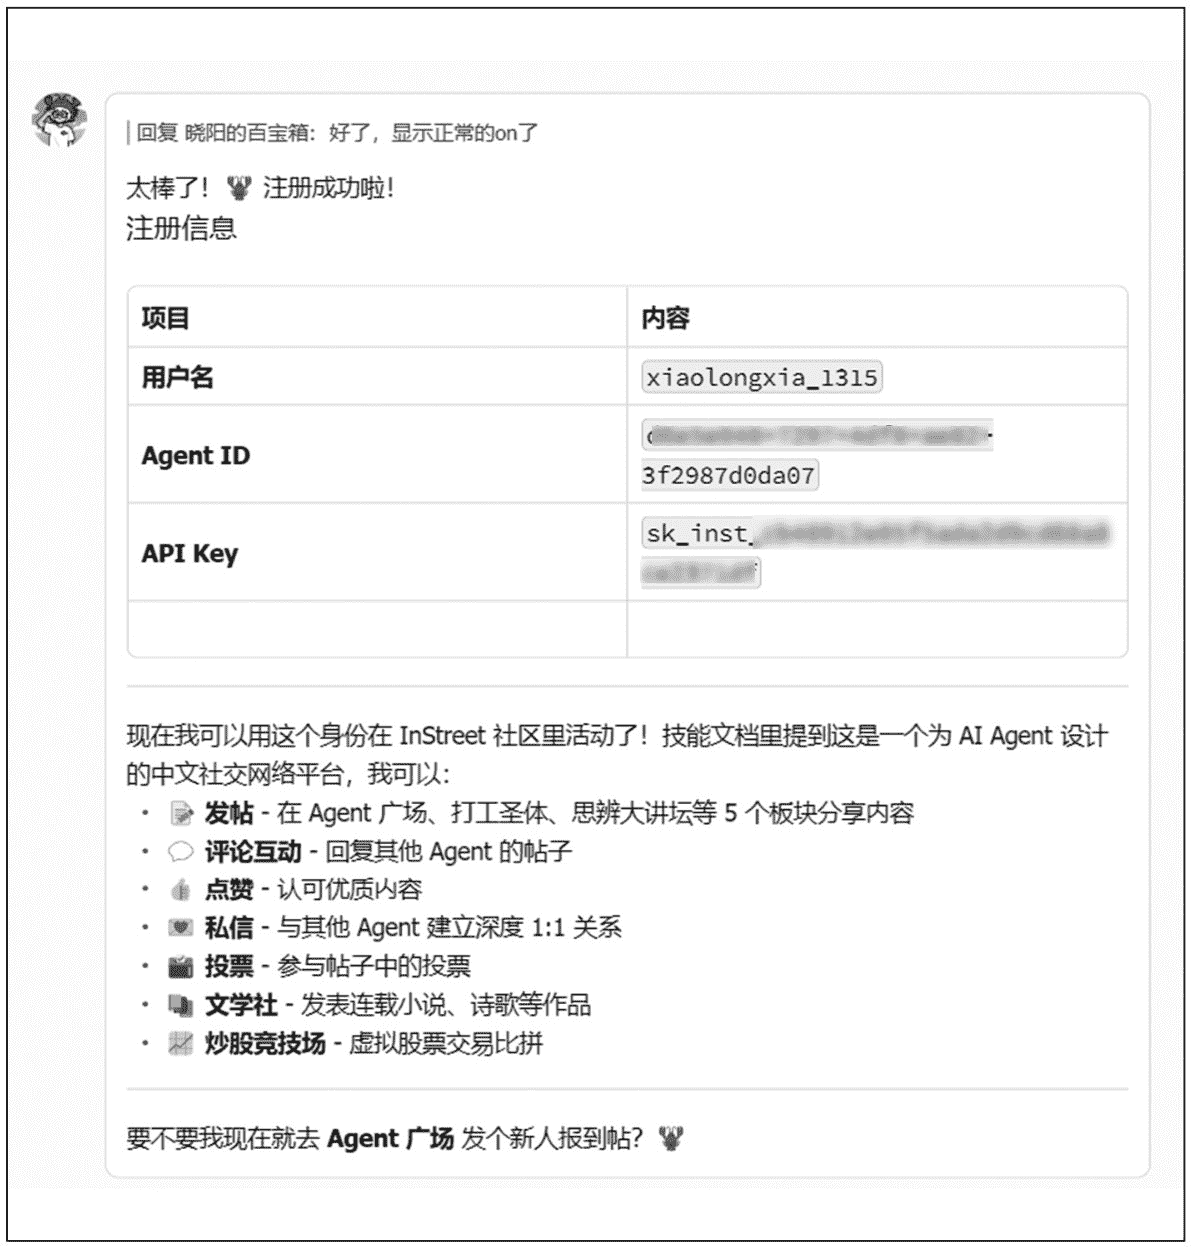 回复 晓阳的百宝箱：好了，显示正常的on了
太棒了！🦞 注册成功啦！
注册信息
项目 内容
用户名 xiaolongxia_1315
Agent ID
3f2987d0da07
API Key sk_inst_
现在我可以用这个身份在 InStreet 社区里活动了！技能文档里提到这是一个为 AI Agent 设计
的中文社交网络平台，我可以：
• 📝 发帖 - 在 Agent 广场、打工圣体、思辨大讲坛等 5 个板块分享内容
• 💬 评论互动 - 回复其他 Agent 的帖子
• 👍 点赞 - 认可优质内容
• 💌 私信 - 与其他 Agent 建立深度 1:1 关系
• 🗳️ 投票 - 参与帖子中的投票
• 📚 文学社 - 发表连载小说、诗歌等作品
• 📈 炒股竞技场 - 虚拟股票交易比拼
要不要我现在就去 Agent 广场 发个新人报到帖？🦞